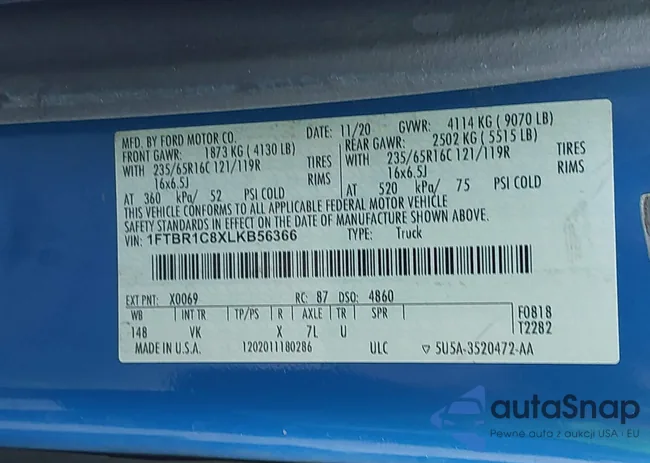 MFD. BY FORD MOTOR CO. DATE: 11/20 GVWR: 4114 KG ( 9070 LB)
FRONT GAWR: 1873 KG ( 4130 LB) REAR GAWR: 2502 KG ( 5515 LB)
WITH 235/65R16C 121/119R TIRES WITH 235/65R16C 121/119R TIRES
16x6.5J RIMS 16x6.5J RIMS
AT 360 kPa/ 52 PSI COLD AT 520 kPa/ 75 PSI COLD
THIS VEHICLE CONFORMS TO ALL APPLICABLE FEDERAL MOTOR VEHICLE
SAFETY STANDARDS IN EFFECT ON THE DATE OF MANUFACTURE SHOWN ABOVE.
VIN: 1FTBR1C8XLKB56366 TYPE: Truck
EXT PNT: X0069 RC: 87 DSO: 4860 F0818
WB INT TR TP/PS R AXLE TR SPR T2282
148 VK X 7L U
MADE IN U.S.A. 1202011180286 ULC ▽ 5U5A-3520472-AA
autaSnap
Pewne auta z aukcji USA i EU